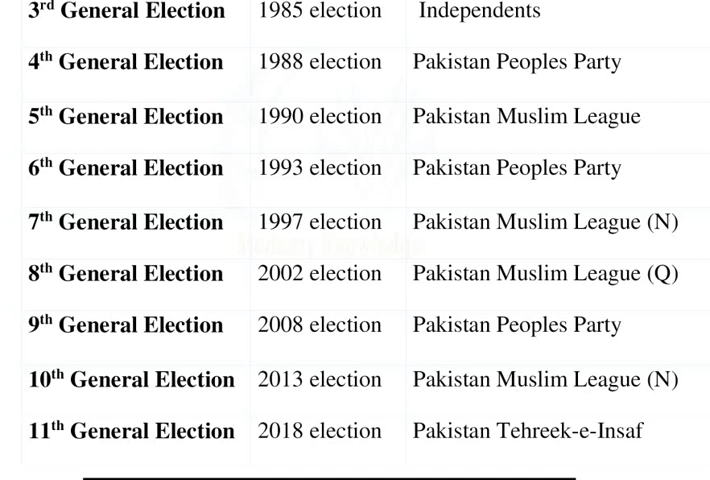 3rd General Election 1985 election Independents
4th General Election 1988 election Pakistan Peoples Party
5th General Election 1990 election Pakistan Muslim League
6th General Election 1993 election Pakistan Peoples Party
7th General Election 1997 election Pakistan Muslim League (N)
8th General Election 2002 election Pakistan Muslim League (Q)
9th General Election 2008 election Pakistan Peoples Party
10th General Election 2013 election Pakistan Muslim League (N)
11th General Election 2018 election Pakistan Tehreek-e-Insaf